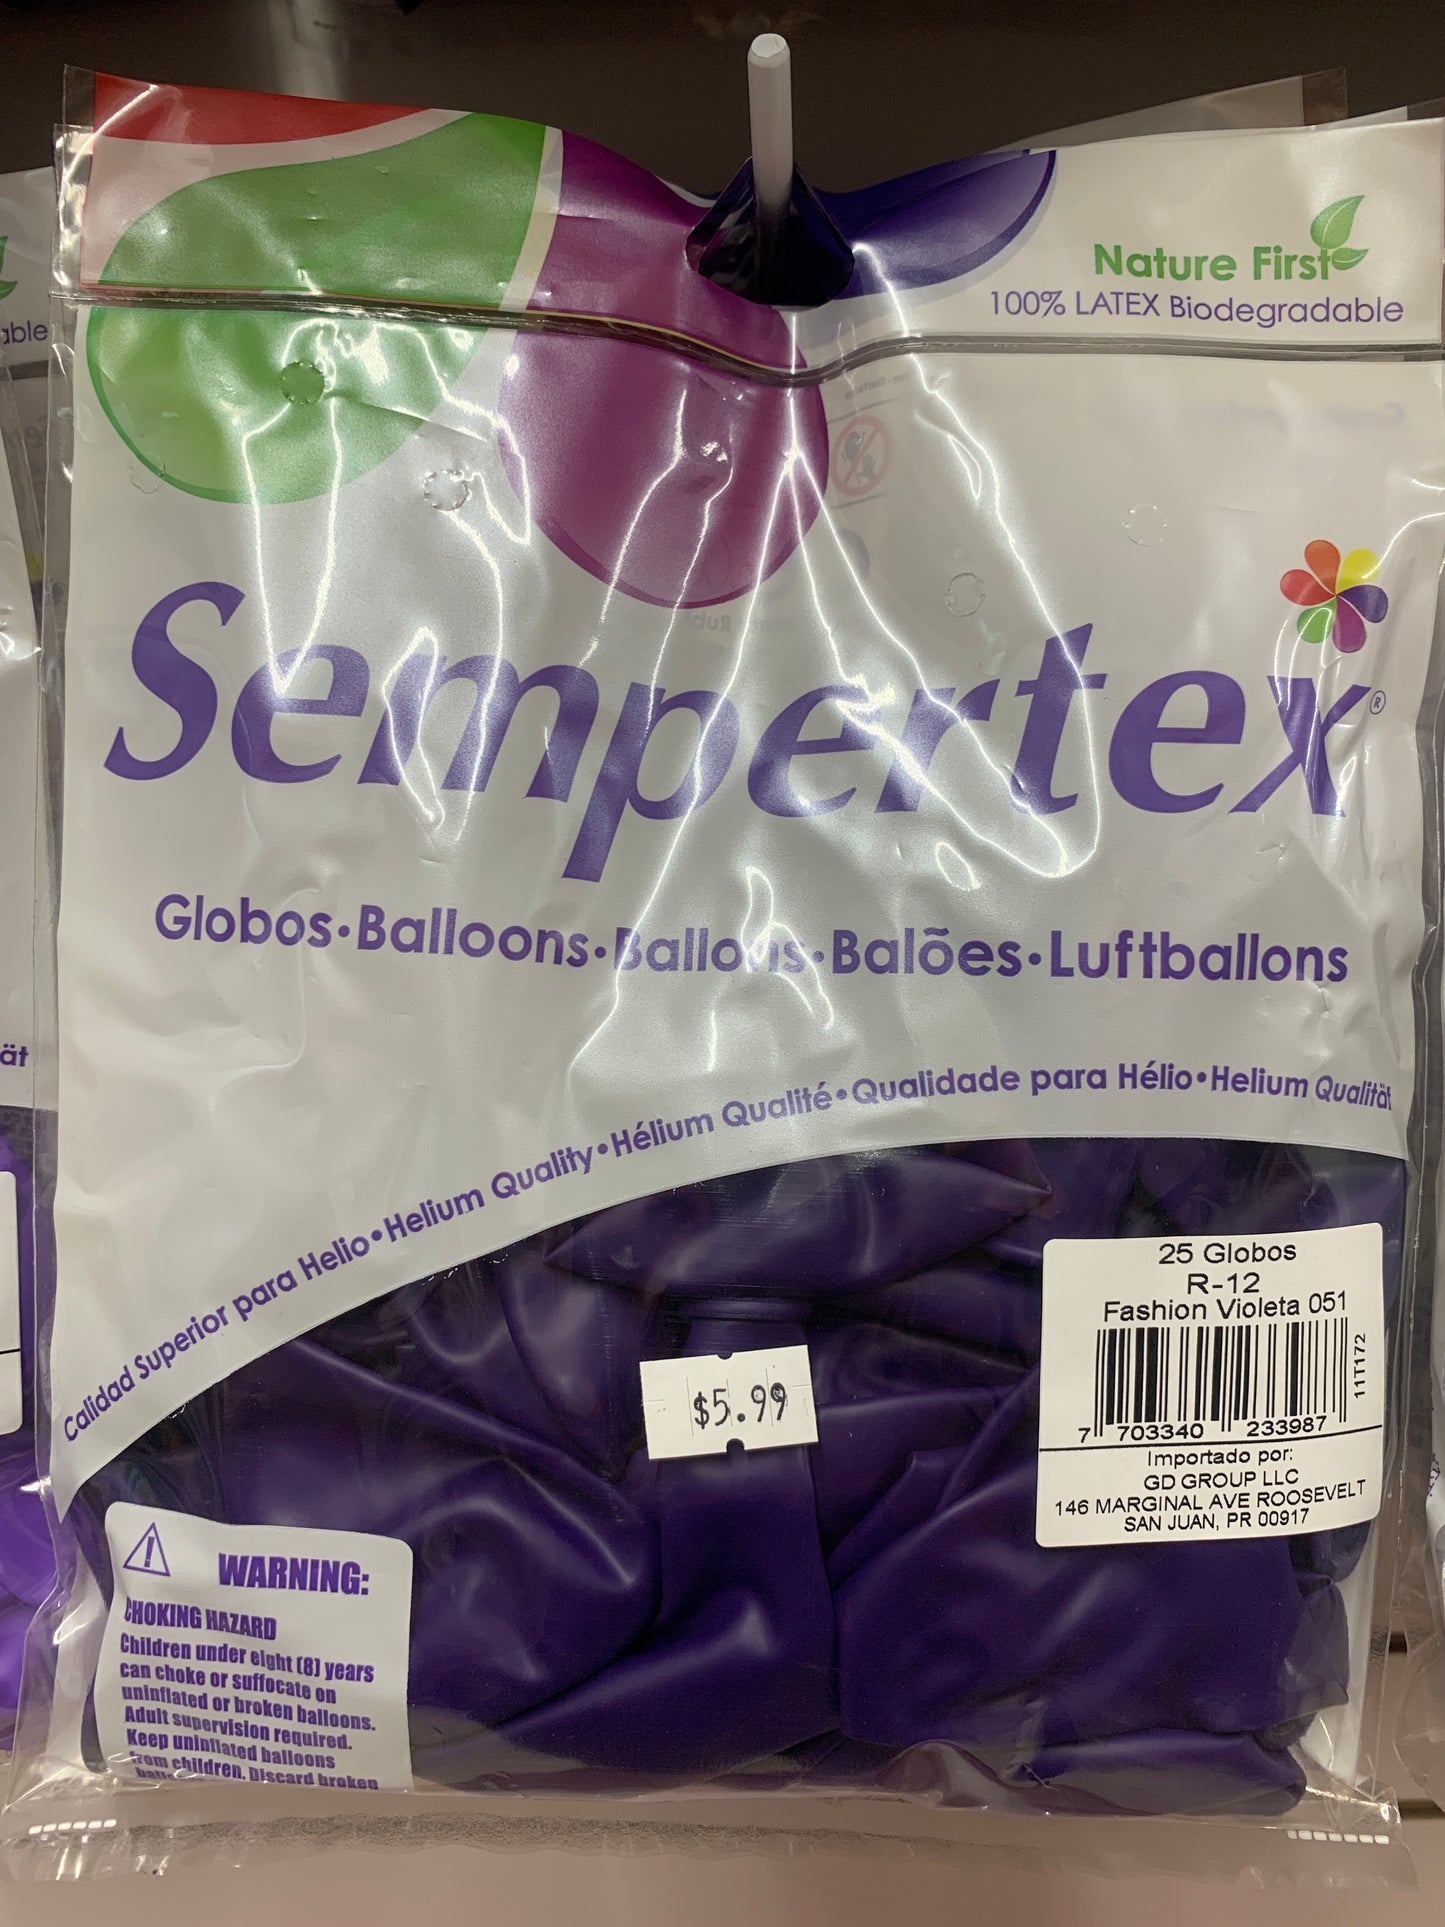 Nature First
100% LATEX Biodegradable
able
Sempertex®
Globos•Balloons•Ballons•Balões•Luftballons
ät
Calidad Superior para Helio•Helium Quality•Hélium Qualité•Qualidade para Hélio•Helium Qualität
25 Globos
R-12
Fashion Violeta 051
11T172
7 703340 233987
$5.99
Importado por:
GD GROUP LLC
146 MARGINAL AVE ROOSEVELT
SAN JUAN, PR 00917
WARNING:
CHOKING HAZARD
Children under eight (8) years
can choke or suffocate on
uninflated or broken balloons.
Adult supervision required.
Keep uninflated balloons
from children. Discard broken